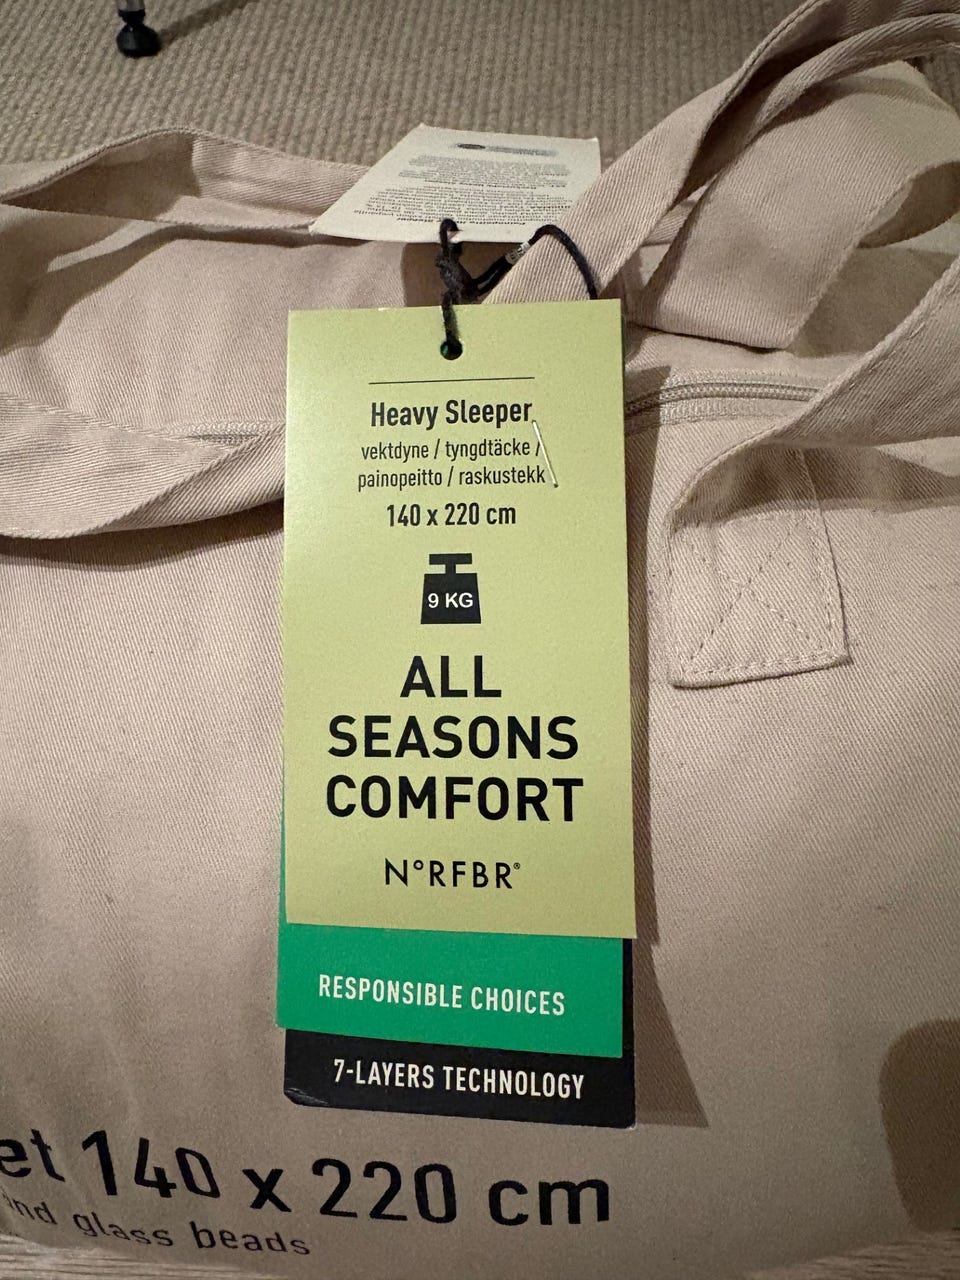 Heavy Sleeper
vektdyne / tyngdtäcke /
painopeitto / raskustekk
140 x 220 cm
9 KG
ALL
SEASONS
COMFORT
N°RFBR®
RESPONSIBLE CHOICES
7-LAYERS TECHNOLOGY
et 140 x 220 cm
and glass beads